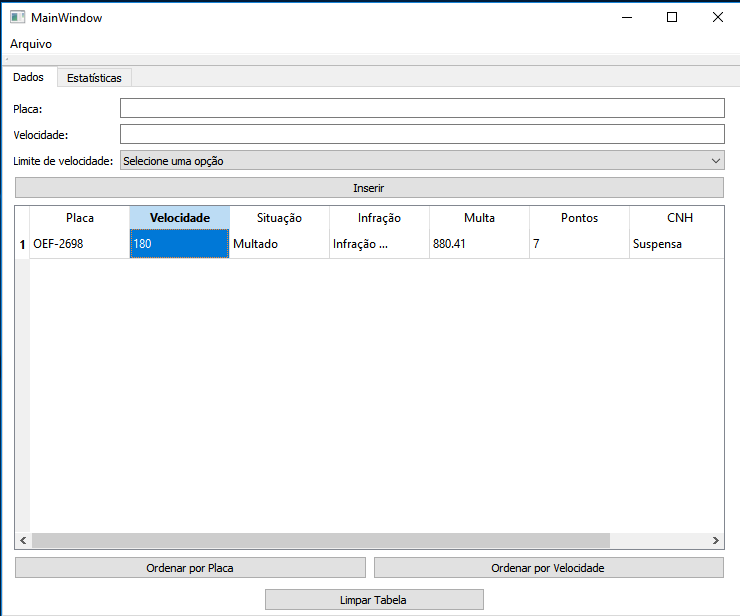 MainWindow
Arquivo
Dados Estatísticas
Placa:
Velocidade:
Limite de velocidade: Selecione uma opção
Inserir
Placa Velocidade Situação Infração Multa Pontos CNH
1 OEF-2698 180 Multado Infração ... 880.41 7 Suspensa
Ordenar por Placa Ordenar por Velocidade
Limpar Tabela